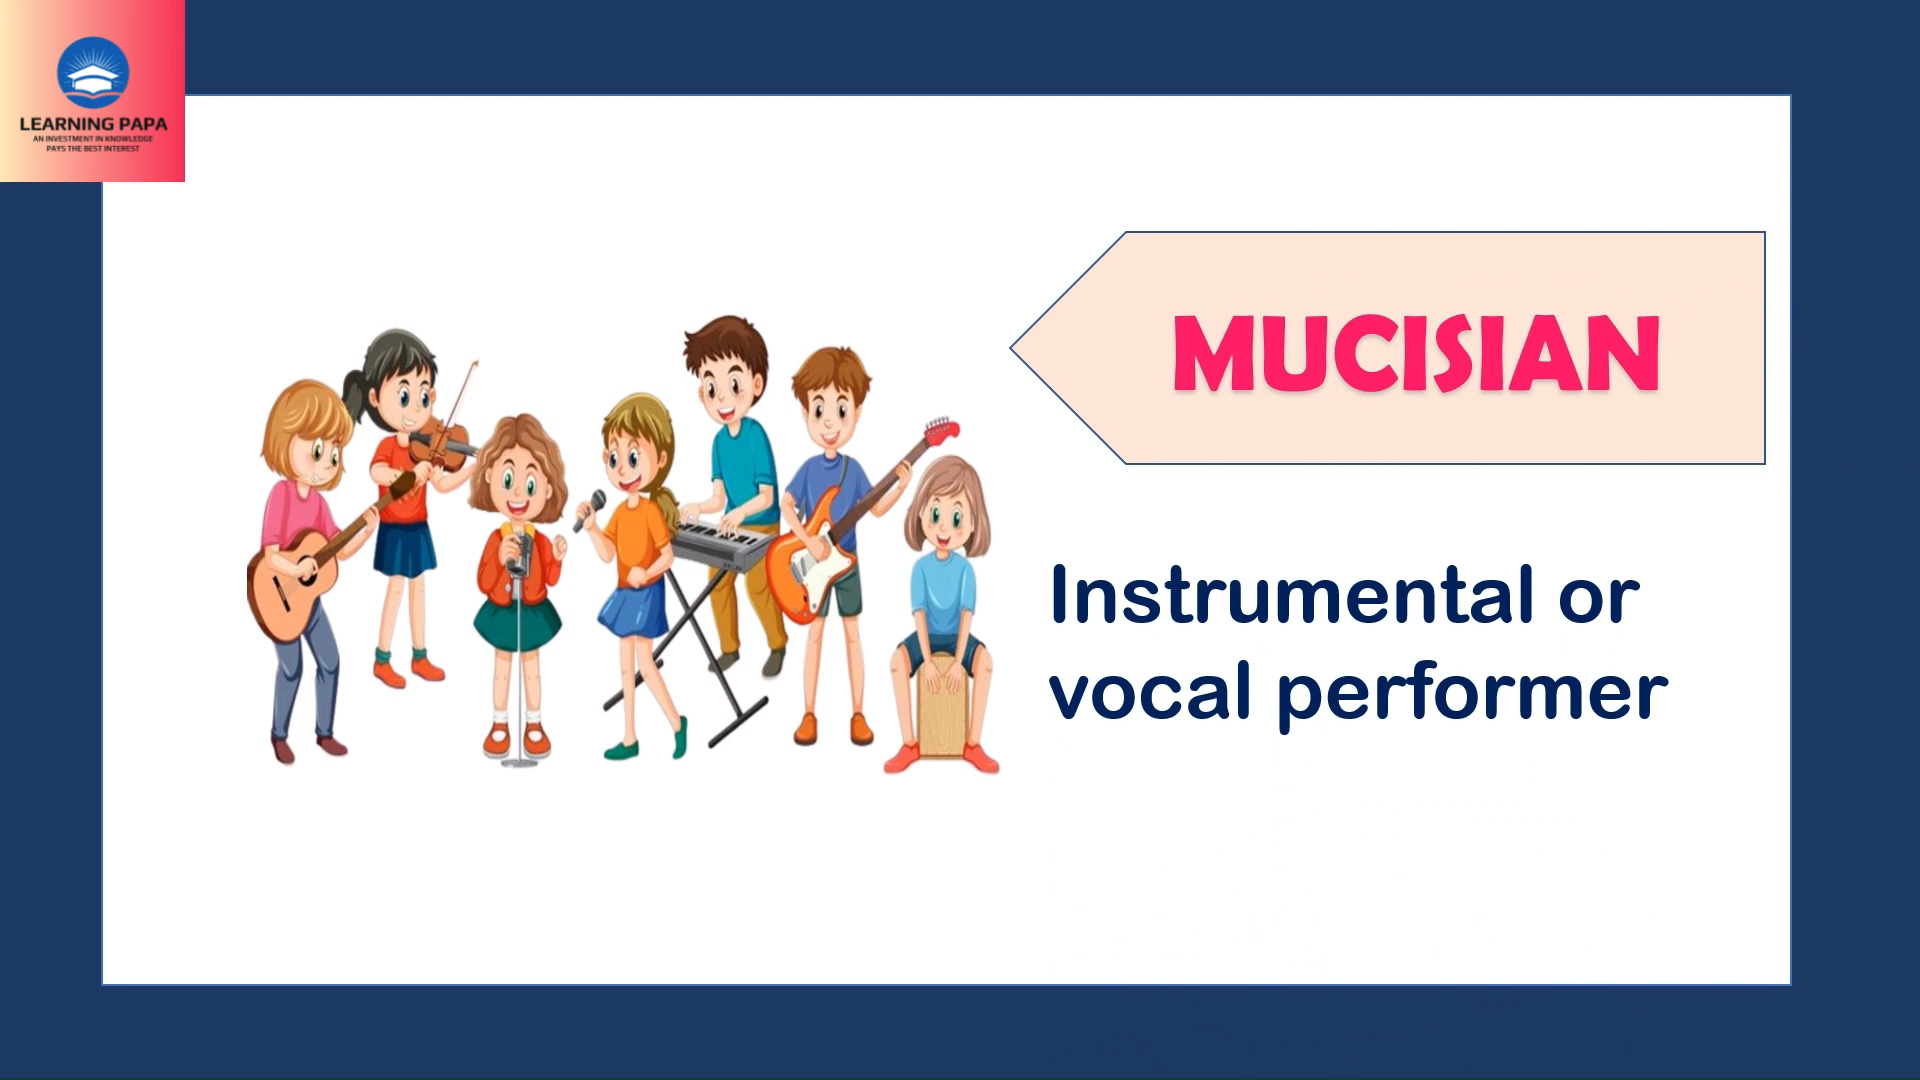 LEARNING PAPA
AN INVESTMENT IN KNOWLEDGE
PAYS THE BEST INTEREST
MUCISIAN
Instrumental or
vocal performer